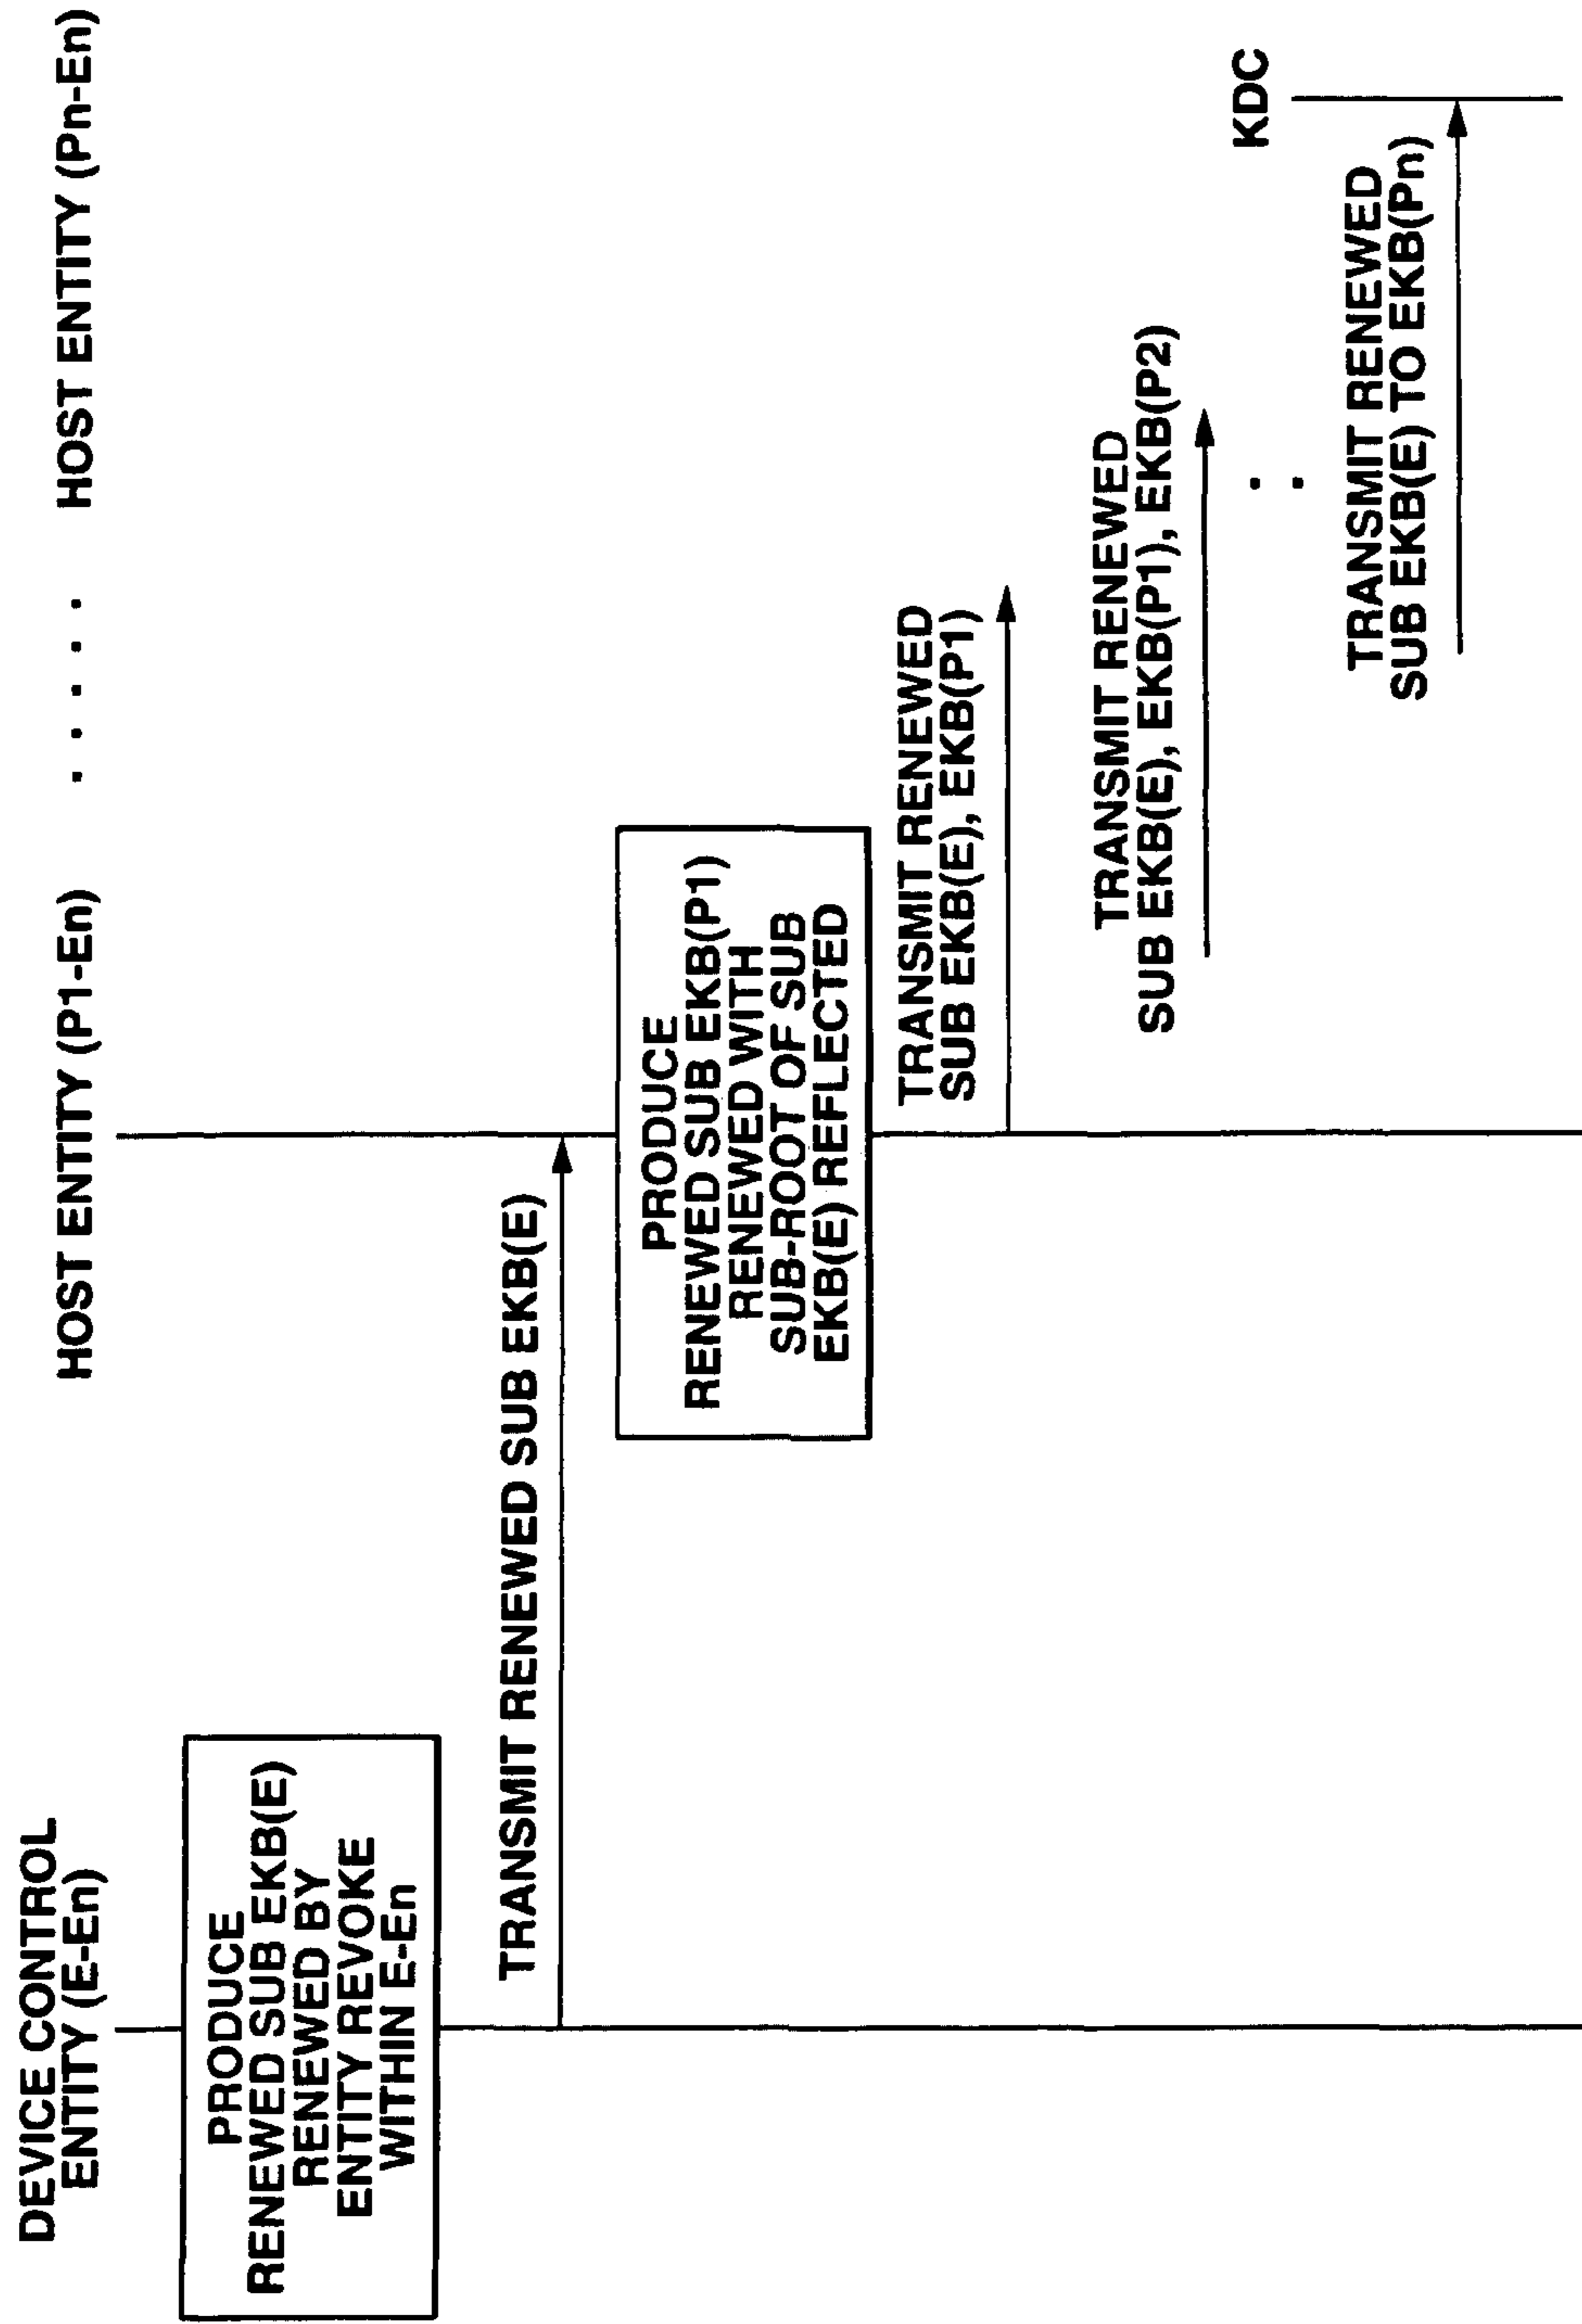 DEVICE CONTROL
ENTITY (E-En)
HOST ENTITY (P1-En)
. . . . .
HOST ENTITY (Pn-En)
PRODUCE
RENEWED SUB EKB(E)
RENEWED BY
ENTITY REVOKE
WITHIN E-En
TRANSMIT RENEWED SUB EKB(E)
PRODUCE
RENEWED SUB EKB(P1)
RENEWED WITH
SUB-ROOT OF SUB
EKB(E) REFLECTED
TRANSMIT RENEWED
SUB EKB(E), EKB(P1)
TRANSMIT RENEWED
SUB EKB(E), EKB(P1), EKB(P2)
KDC
TRANSMIT RENEWED
SUB EKB(E) TO EKB(Pn)